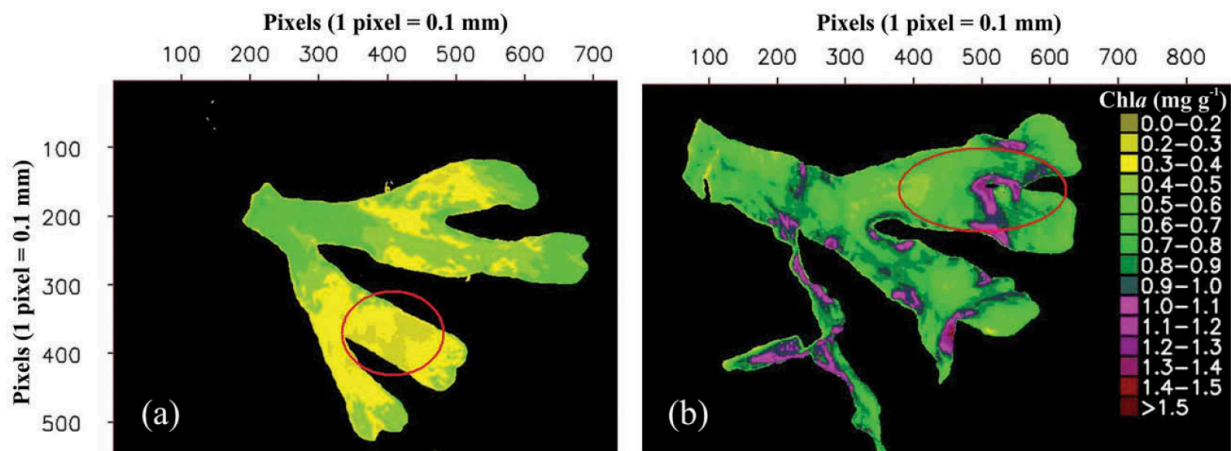 Pixels (1 pixel = 0.1 mm)
100 200 300 400 500 600 700
Pixels (1 pixel = 0.1 mm)
100
200
300
400
500
(a)
Pixels (1 pixel = 0.1 mm)
100 200 300 400 500 600 700 800
Chla (mg g⁻¹)
0.0–0.2
0.2–0.3
0.3–0.4
0.4–0.5
0.5–0.6
0.6–0.7
0.7–0.8
0.8–0.9
0.9–1.0
1.0–1.1
1.1–1.2
1.2–1.3
1.3–1.4
1.4–1.5
>1.5
(b)